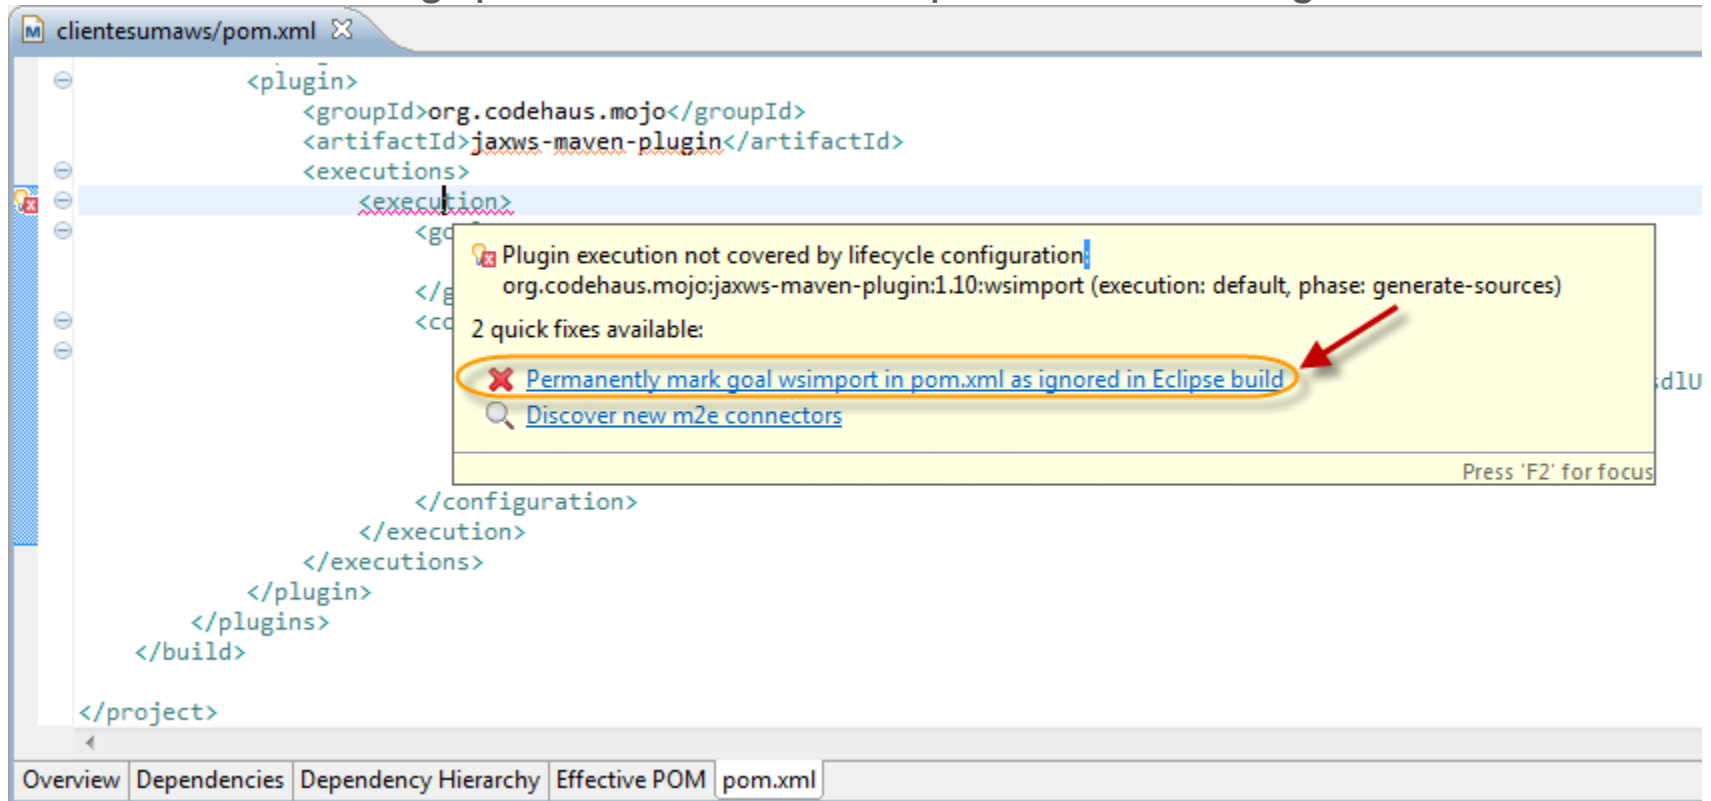 clientesumaws/pom.xml
<plugin>
<groupId>org.codehaus.mojo</groupId>
<artifactId>jaxws-maven-plugin</artifactId>
<executions>
<execution>
<go
Plugin execution not covered by lifecycle configuration:
org.codehaus.mojo:jaxws-maven-plugin:1.10:wsimport (execution: default, phase: generate-sources)
</g
<co
2 quick fixes available:
Permanently mark goal wsimport in pom.xml as ignored in Eclipse build
sdlU
Discover new m2e connectors
Press 'F2' for focus
</configuration>
</execution>
</executions>
</plugin>
</plugins>
</build>
</project>
Overview Dependencies Dependency Hierarchy Effective POM pom.xml